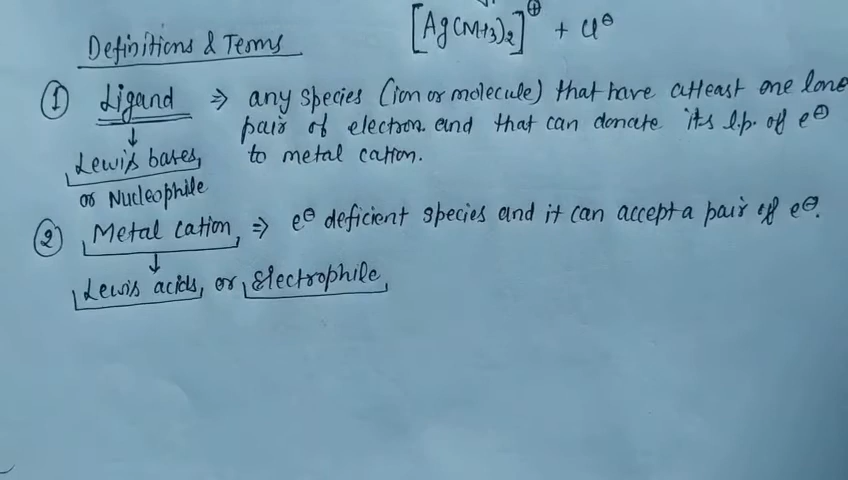 [Ag(NH3)2]⊕ + Cl⊖
Definitions & Terms
① Ligand ⇒ any species (ion or molecule) that have atleast one lone
pair of electron and that can donate its l.p. of e⊖
to metal cation.
↓
Lewis bases,
or Nucleophile
② Metal cation, ⇒ e⊖ deficient species and it can accept a pair of e⊖.
↓
Lewis acids, or Electrophile